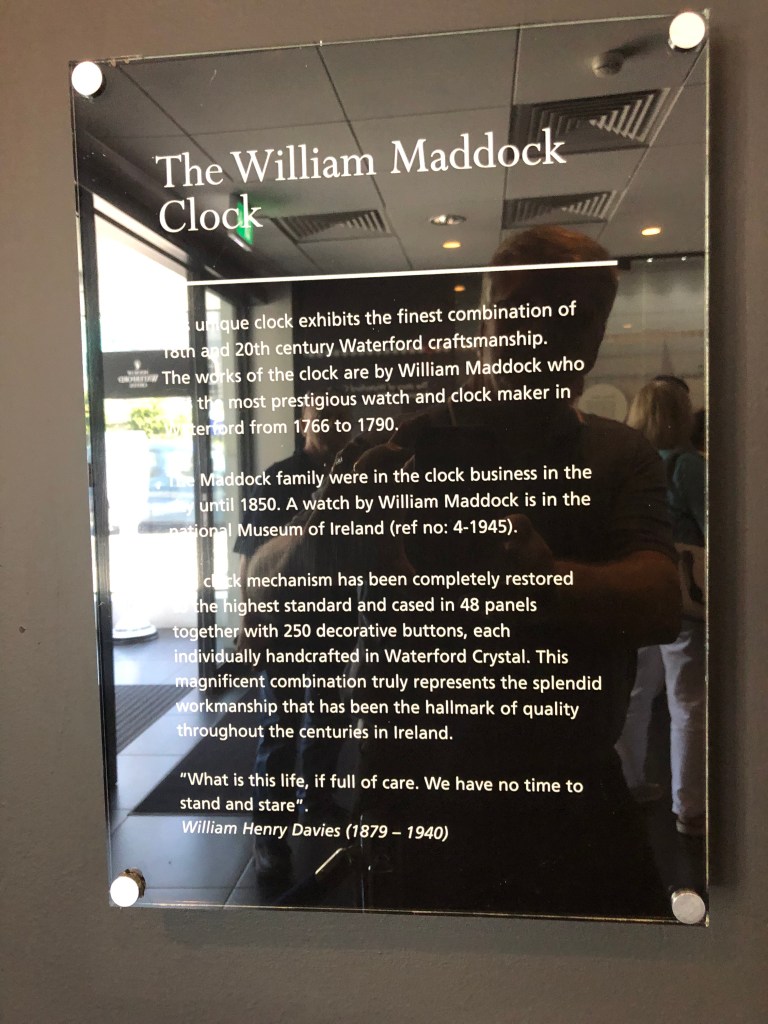 The William Maddock
Clock
unique clock exhibits the finest combination of
18th and 20th century Waterford craftsmanship.
The works of the clock are by William Maddock who
the most prestigious watch and clock maker in
Waterford from 1766 to 1790.
The Maddock family were in the clock business in the
until 1850. A watch by William Maddock is in the
national Museum of Ireland (ref no: 4-1945).
clock mechanism has been completely restored
the highest standard and cased in 48 panels
together with 250 decorative buttons, each
individually handcrafted in Waterford Crystal. This
magnificent combination truly represents the splendid
workmanship that has been the hallmark of quality
throughout the centuries in Ireland.
"What is this life, if full of care. We have no time to
stand and stare".
William Henry Davies (1879 – 1940)